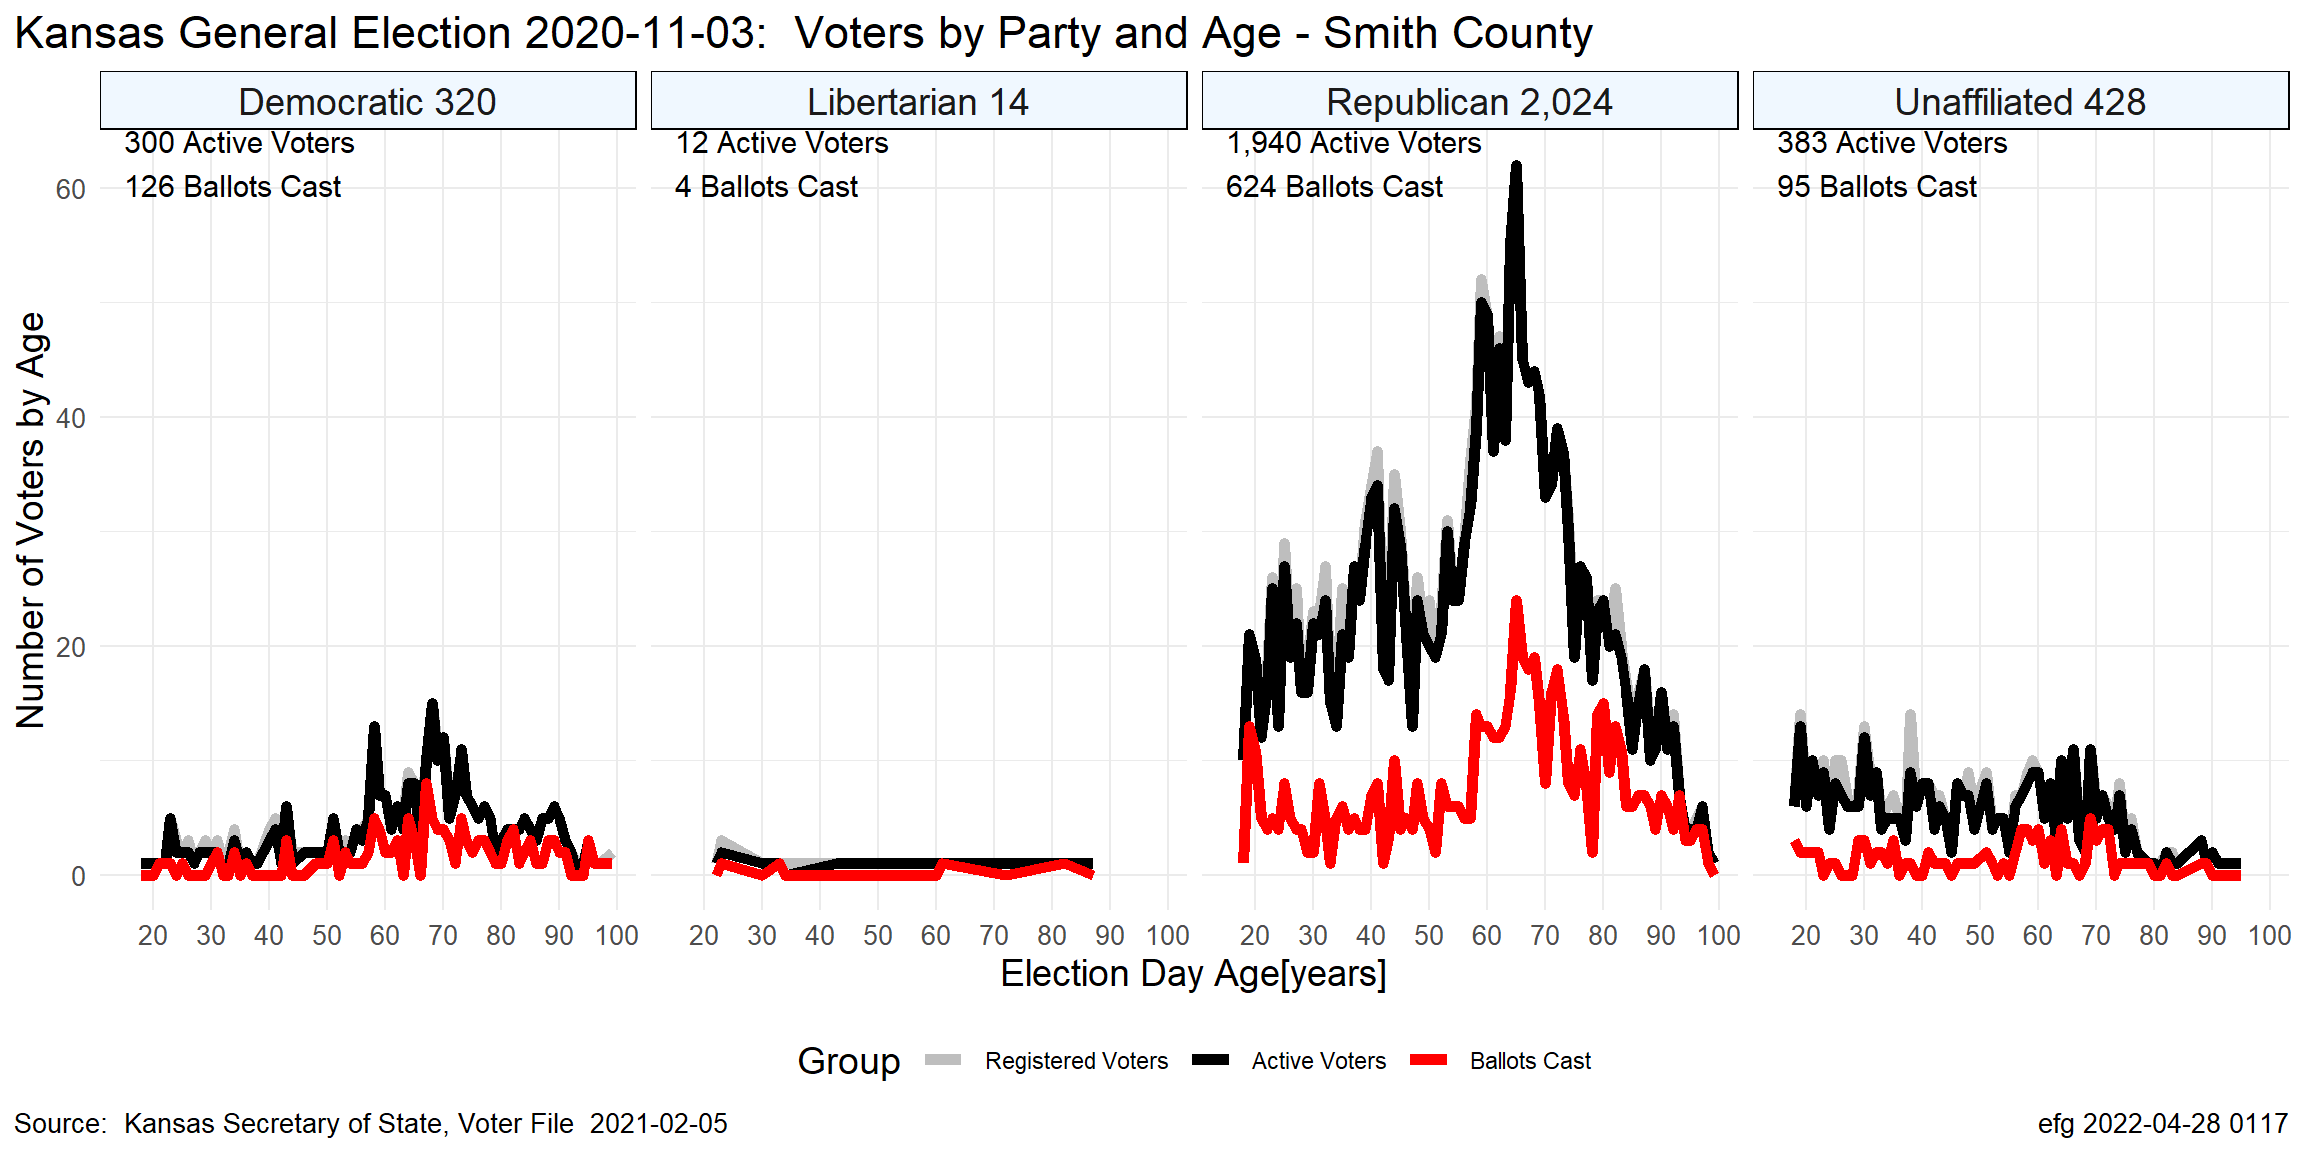 Kansas General Election 2020-11-03:  Voters by Party and Age - Smith County
Democratic 320
Libertarian 14
Republican 2,024
Unaffiliated 428
300 Active Voters
126 Ballots Cast
12 Active Voters
4 Ballots Cast
1,940 Active Voters
624 Ballots Cast
383 Active Voters
95 Ballots Cast
Number of Voters by Age
60
40
20
0
20 30 40 50 60 70 80 90 100
20 30 40 50 60 70 80 90 100
20 30 40 50 60 70 80 90 100
20 30 40 50 60 70 80 90 100
Election Day Age[years]
Group Registered Voters Active Voters Ballots Cast
Source:  Kansas Secretary of State, Voter File  2021-02-05
efg 2022-04-28 0117